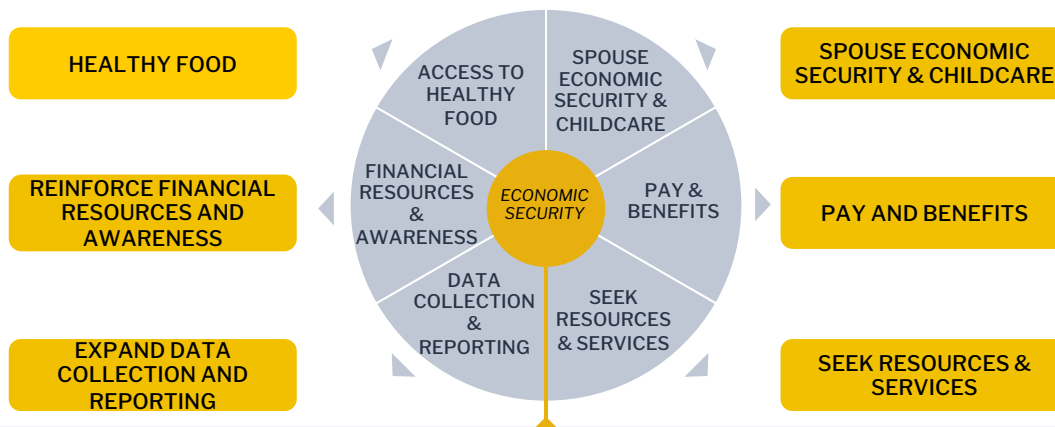 HEALTHY FOOD
REINFORCE FINANCIAL
RESOURCES AND
AWARENESS
EXPAND DATA
COLLECTION AND
REPORTING
ACCESS TO
HEALTHY
FOOD
SPOUSE
ECONOMIC
SECURITY &
CHILDCARE
FINANCIAL
RESOURCES
&
AWARENESS
ECONOMIC
SECURITY
PAY &
BENEFITS
DATA
COLLECTION
&
REPORTING
SEEK
RESOURCES
& SERVICES
SPOUSE ECONOMIC
SECURITY & CHILDCARE
PAY AND BENEFITS
SEEK RESOURCES &
SERVICES